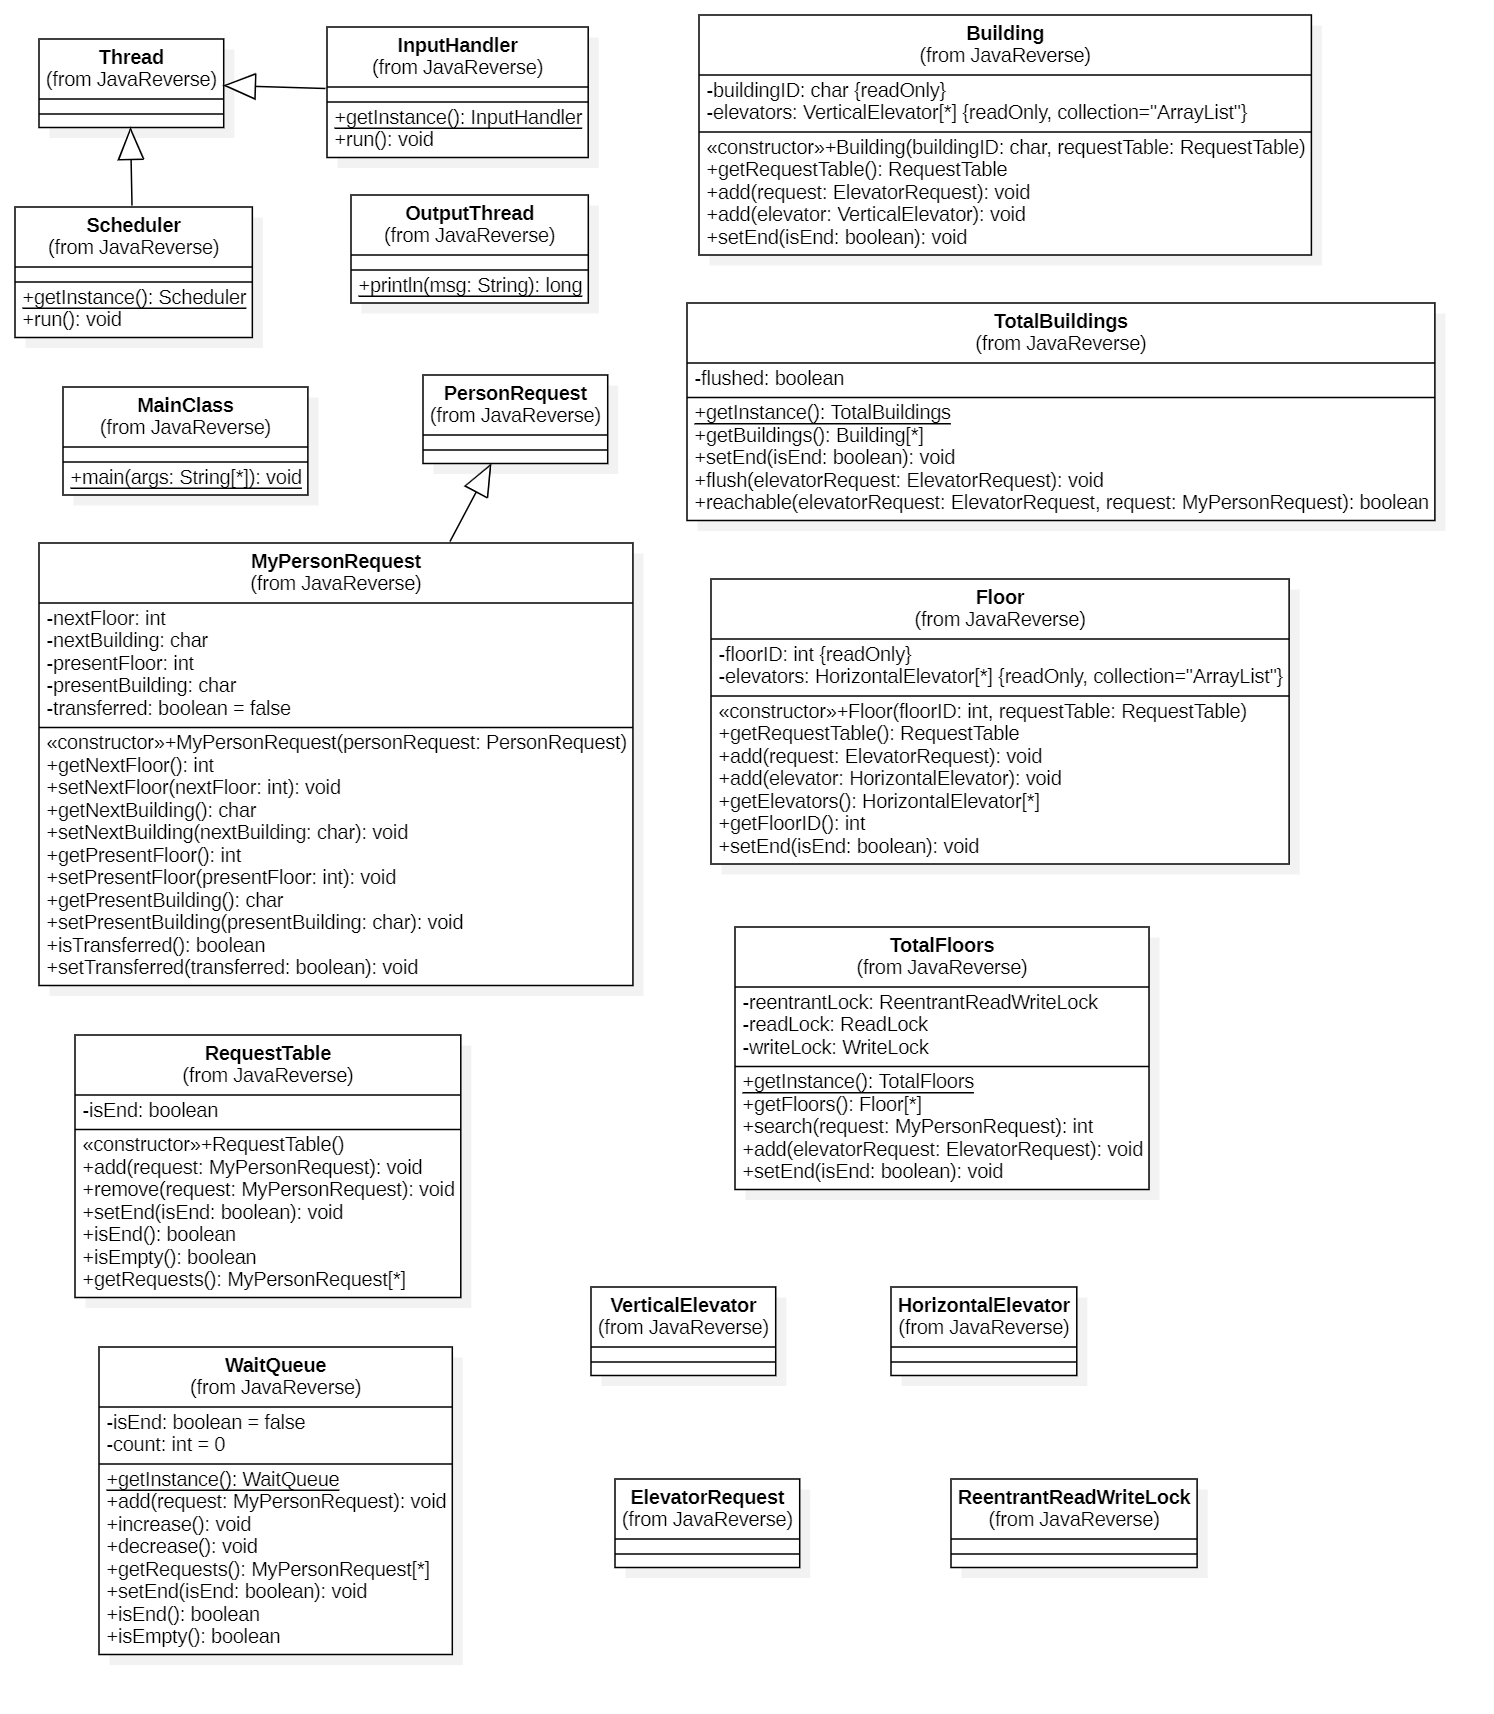 Thread
(from JavaReverse)
InputHandler
(from JavaReverse)
+getInstance(): InputHandler
+run(): void
Scheduler
(from JavaReverse)
+getInstance(): Scheduler
+run(): void
OutputThread
(from JavaReverse)
+println(msg: String): long
MainClass
(from JavaReverse)
+main(args: String[*]): void
PersonRequest
(from JavaReverse)
MyPersonRequest
(from JavaReverse)
-nextFloor: int
-nextBuilding: char
-presentFloor: int
-presentBuilding: char
-transferred: boolean = false
«constructor»+MyPersonRequest(personRequest: PersonRequest)
+getNextFloor(): int
+setNextFloor(nextFloor: int): void
+getNextBuilding(): char
+setNextBuilding(nextBuilding: char): void
+getPresentFloor(): int
+setPresentFloor(presentFloor: int): void
+getPresentBuilding(): char
+setPresentBuilding(presentBuilding: char): void
+isTransferred(): boolean
+setTransferred(transferred: boolean): void
RequestTable
(from JavaReverse)
-isEnd: boolean
«constructor»+RequestTable()
+add(request: MyPersonRequest): void
+remove(request: MyPersonRequest): void
+setEnd(isEnd: boolean): void
+isEnd(): boolean
+isEmpty(): boolean
+getRequests(): MyPersonRequest[*]
WaitQueue
(from JavaReverse)
-isEnd: boolean = false
-count: int = 0
+getInstance(): WaitQueue
+add(request: MyPersonRequest): void
+increase(): void
+decrease(): void
+getRequests(): MyPersonRequest[*]
+setEnd(isEnd: boolean): void
+isEnd(): boolean
+isEmpty(): boolean
Building
(from JavaReverse)
-buildingID: char {readOnly}
-elevators: VerticalElevator[*] {readOnly, collection="ArrayList"}
«constructor»+Building(buildingID: char, requestTable: RequestTable)
+getRequestTable(): RequestTable
+add(request: ElevatorRequest): void
+add(elevator: VerticalElevator): void
+setEnd(isEnd: boolean): void
TotalBuildings
(from JavaReverse)
-flushed: boolean
+getInstance(): TotalBuildings
+getBuildings(): Building[*]
+setEnd(isEnd: boolean): void
+flush(elevatorRequest: ElevatorRequest): void
+reachable(elevatorRequest: ElevatorRequest, request: MyPersonRequest): boolean
Floor
(from JavaReverse)
-floorID: int {readOnly}
-elevators: HorizontalElevator[*] {readOnly, collection="ArrayList"}
«constructor»+Floor(floorID: int, requestTable: RequestTable)
+getRequestTable(): RequestTable
+add(request: ElevatorRequest): void
+add(elevator: HorizontalElevator): void
+getElevators(): HorizontalElevator[*]
+getFloorID(): int
+setEnd(isEnd: boolean): void
TotalFloors
(from JavaReverse)
-reentrantLock: ReentrantReadWriteLock
-readLock: ReadLock
-writeLock: WriteLock
+getInstance(): TotalFloors
+getFloors(): Floor[*]
+search(request: MyPersonRequest): int
+add(elevatorRequest: ElevatorRequest): void
+setEnd(isEnd: boolean): void
VerticalElevator
(from JavaReverse)
HorizontalElevator
(from JavaReverse)
ElevatorRequest
(from JavaReverse)
ReentrantReadWriteLock
(from JavaReverse)